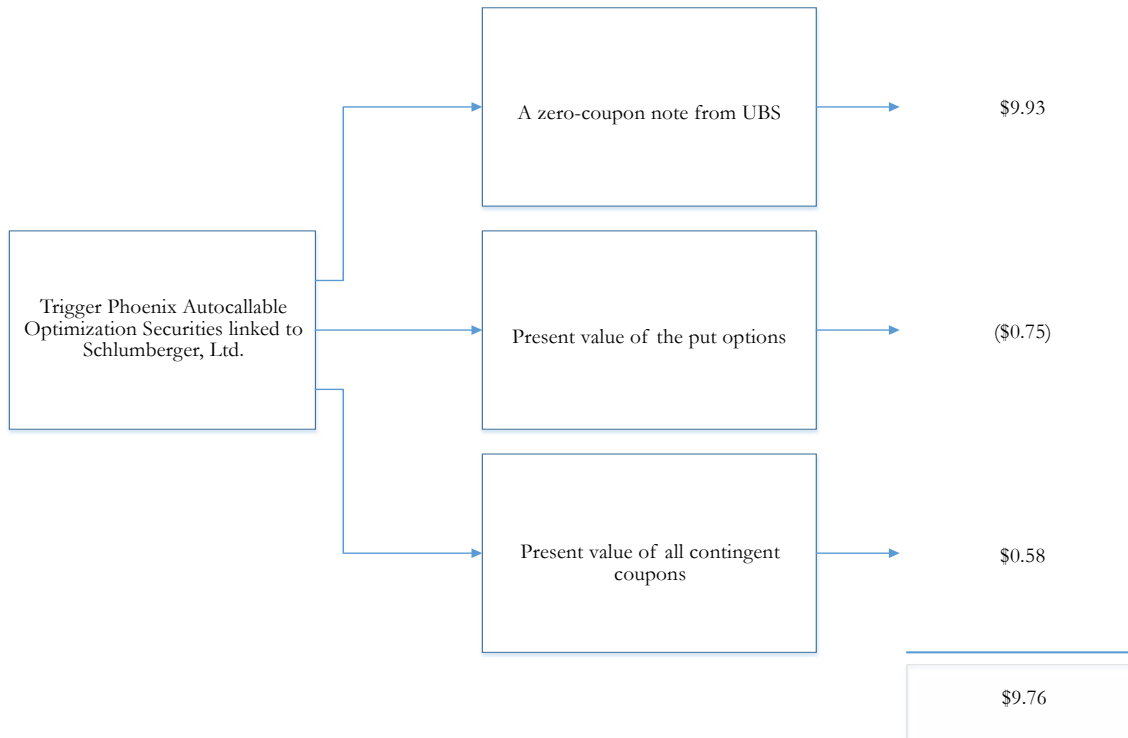 A zero-coupon note from UBS
$9.93
Trigger Phoenix Autocallable
Optimization Securities linked to
Schlumberger, Ltd.
Present value of the put options
($0.75)
Present value of all contingent
coupons
$0.58
$9.76